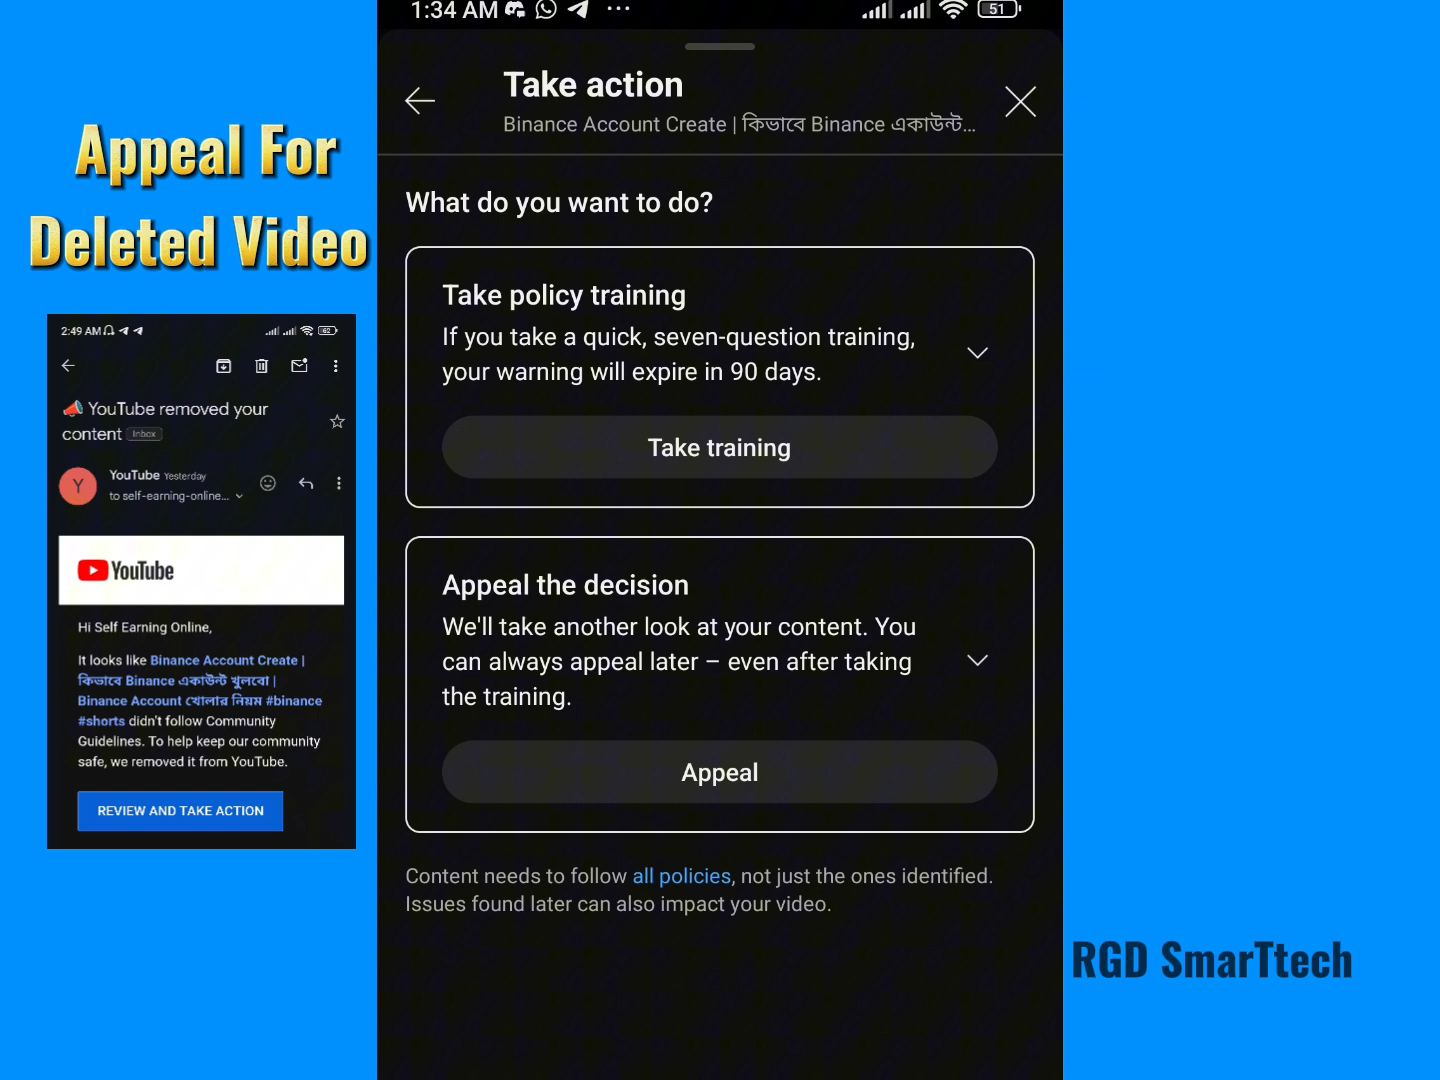 Appeal For
Deleted Video
2:49 AM
62
📣 YouTube removed your
content Inbox
Y
YouTube Yesterday
to self-earning-online...
YouTube
Hi Self Earning Online,
It looks like Binance Account Create |
কিভাবে Binance একাউন্ট খুলবো |
Binance Account খোলার নিয়ম #binance
#shorts didn't follow Community
Guidelines. To help keep our community
safe, we removed it from YouTube.
REVIEW AND TAKE ACTION
1:34 AM
51
Take action
Binance Account Create | কিভাবে Binance একাউন্ট...
What do you want to do?
Take policy training
If you take a quick, seven-question training,
your warning will expire in 90 days.
Take training
Appeal the decision
We'll take another look at your content. You
can always appeal later – even after taking
the training.
Appeal
Content needs to follow all policies, not just the ones identified.
Issues found later can also impact your video.
RGD SmarTtech